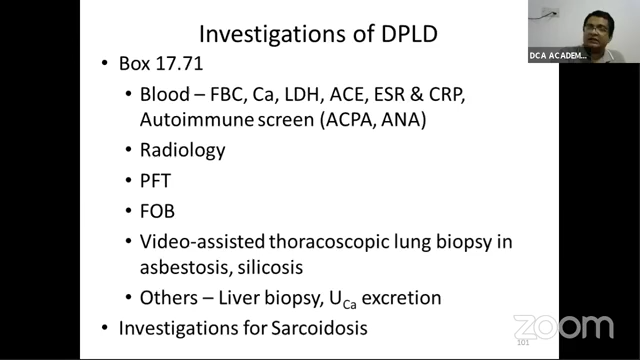 Investigations of DPLD
• Box 17.71
• Blood – FBC, Ca, LDH, ACE, ESR & CRP,
Autoimmune screen (ACPA, ANA)
• Radiology
• PFT
• FOB
• Video-assisted thoracoscopic lung biopsy in
asbestosis, silicosis
• Others – Liver biopsy, UCa excretion
• Investigations for Sarcoidosis
DCA ACADEM...
zoom
101